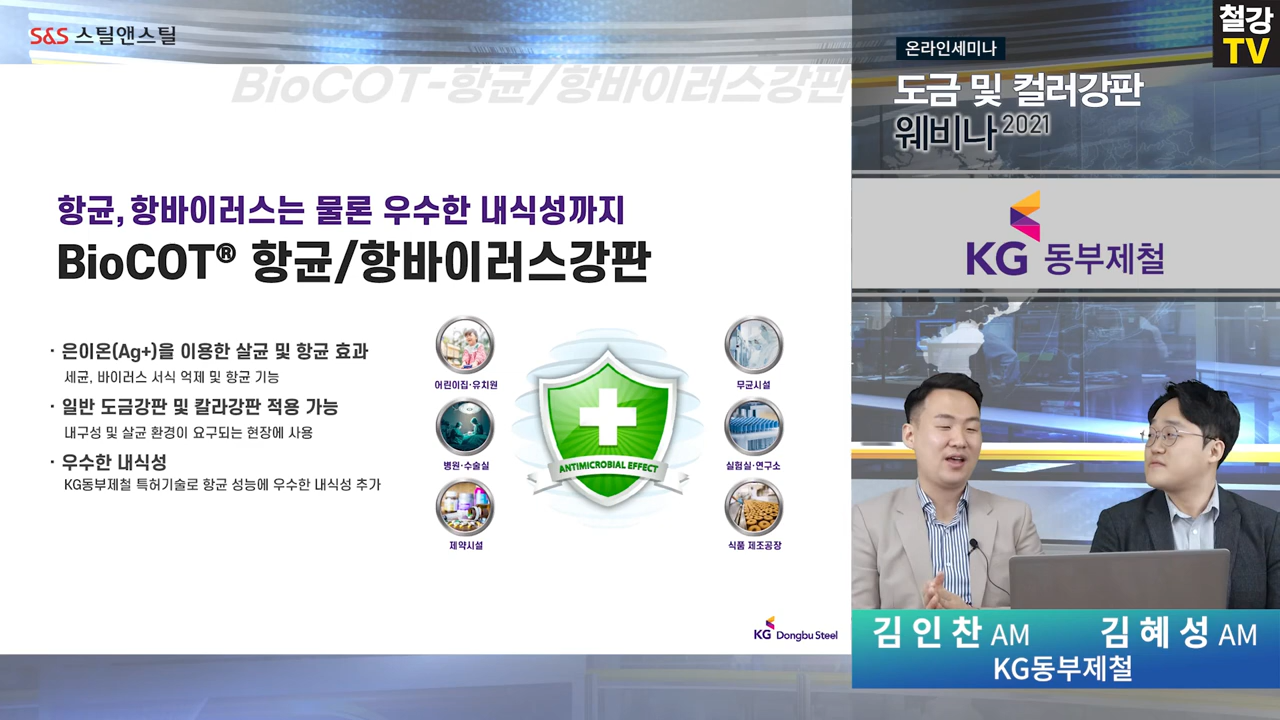 S&S 스틸앤스틸
BioCOT-항균/항바이러스강판
항균, 항바이러스는 물론 우수한 내식성까지
BioCOT® 항균/항바이러스강판
· 은이온(Ag+)을 이용한 살균 및 항균 효과
세균, 바이러스 서식 억제 및 항균 기능
· 일반 도금강판 및 칼라강판 적용 가능
내구성 및 살균 환경이 요구되는 현장에 사용
· 우수한 내식성
KG동부제철 특허기술로 항균 성능에 우수한 내식성 추가
어린이집·유치원
병원·수술실
제약시설
ANTIMICROBIAL EFFECT
무균시설
실험실·연구소
식품 제조공장
KG Dongbu Steel
철강
TV
온라인세미나
도금 및 컬러강판
웨비나 2021
KG 동부제철
김인찬 AM
김혜성 AM
KG동부제철